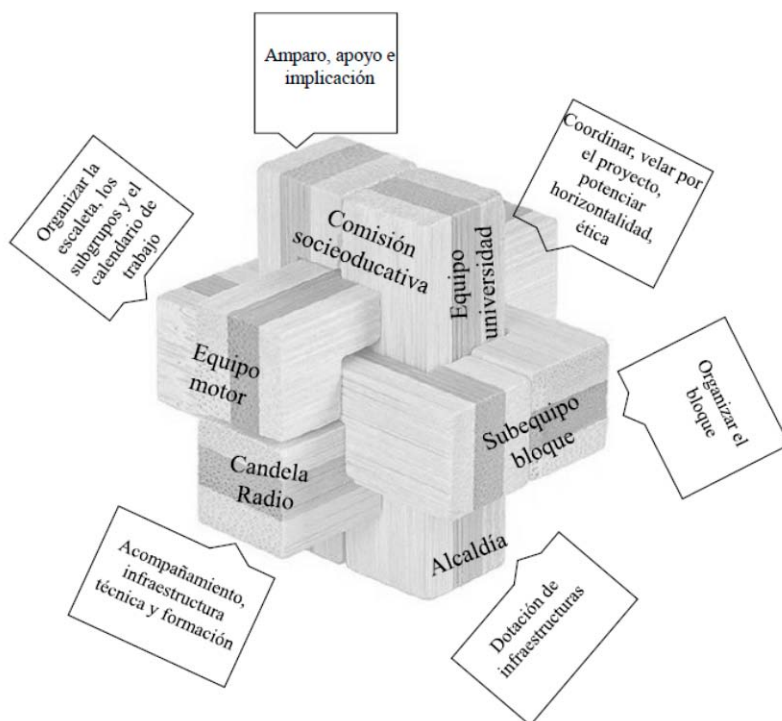 Amparo, apoyo e
implicación
Coordinar, velar por
el proyecto,
potenciar
horizontalidad,
ética
Organizar la
escaleta, los
subgrupos y el
calendario de
trabajo
Comisión
socieoducativa
Equipo
universidad
Equipo
motor
Organizar el
bloque
Subequipo
bloque
Candela
Radio
Alcaldía
Acompañamiento,
infraestructura
técnica y formación
Dotación de
infraestructuras